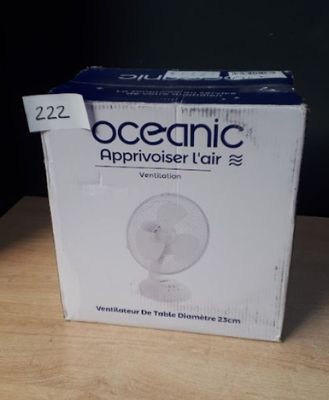 222
oceanic
Apprivoiser L'air
Ventilation
Ventilateur De Table Diamètre 23cm